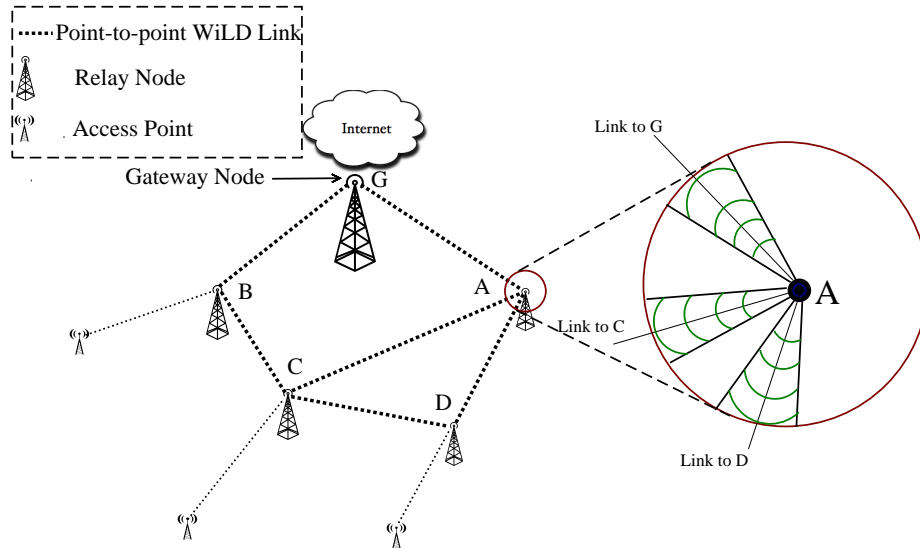 Point-to-point WiLD Link
Relay Node
Access Point
Internet
Gateway Node
G
Link to G
A
B
C
D
Link to C
A
Link to D